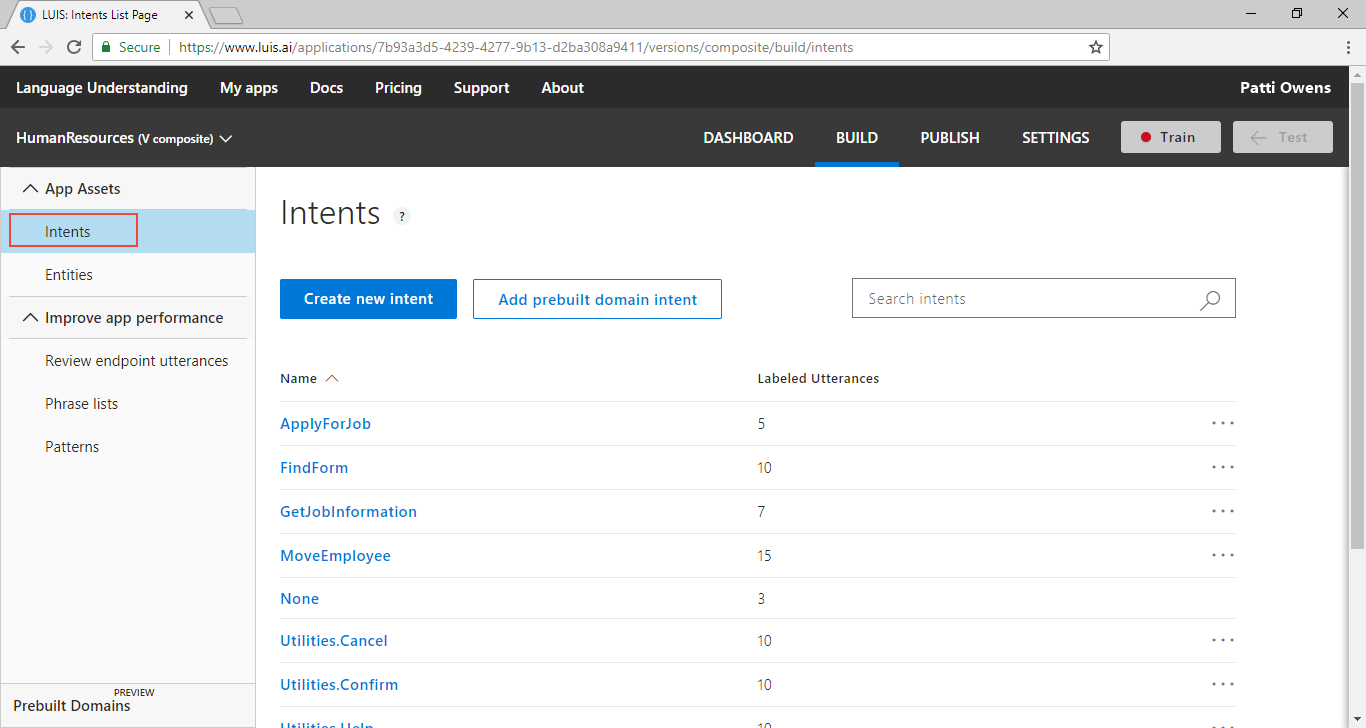 LUIS: Intents List Page
Secure
https://www.luis.ai/applications/7b93a3d5-4239-4277-9b13-d2ba308a9411/versions/composite/build/intents
Language Understanding My apps Docs Pricing Support About Patti Owens
HumanResources (V composite) DASHBOARD BUILD PUBLISH SETTINGS Train Test
App Assets
Intents
Entities
Improve app performance
Review endpoint utterances
Phrase lists
Patterns
PREVIEW
Prebuilt Domains
Intents ?
Create new intent Add prebuilt domain intent Search intents
Name Labeled Utterances
ApplyForJob 5 ...
FindForm 10 ...
GetJobInformation 7 ...
MoveEmployee 15 ...
None 3
Utilities.Cancel 10 ...
Utilities.Confirm 10 ...
Utilities.Help 10